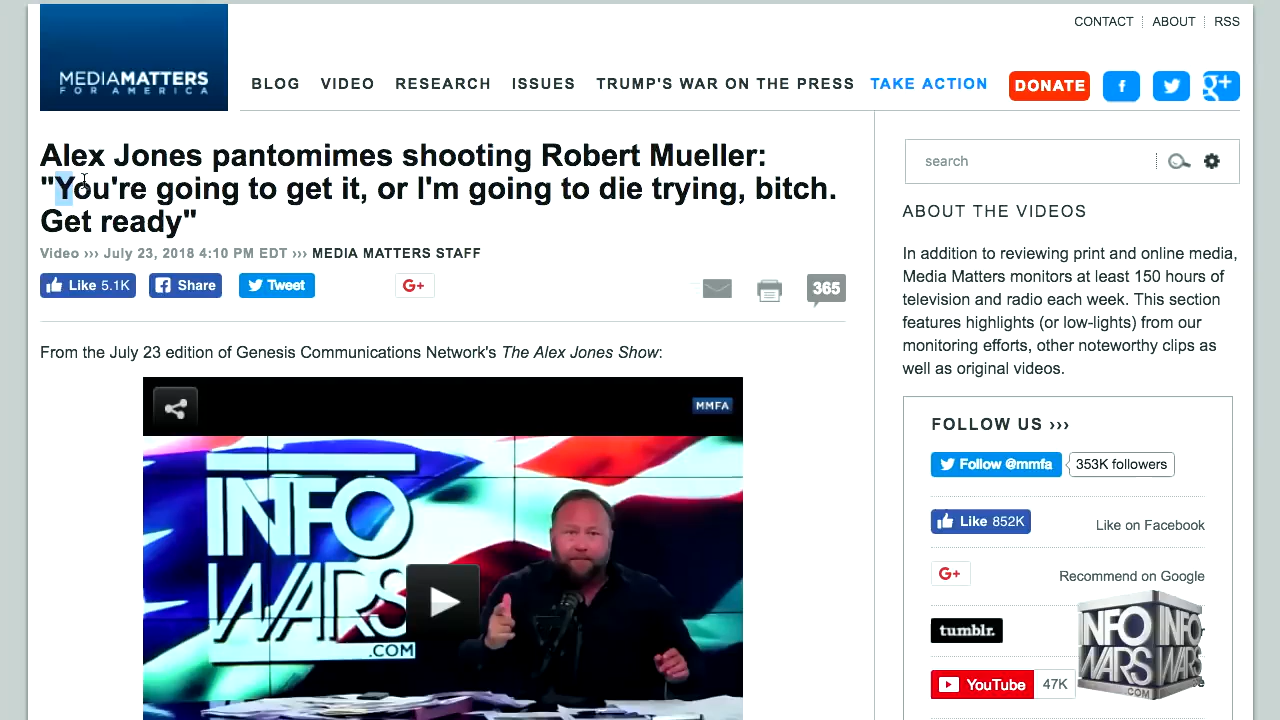 CONTACT ABOUT RSS
MEDIAMATTERS
FOR AMERICA
BLOG VIDEO RESEARCH ISSUES TRUMP'S WAR ON THE PRESS TAKE ACTION DONATE f g+
Alex Jones pantomimes shooting Robert Mueller:
"You're going to get it, or I'm going to die trying, bitch.
Get ready"
Video ››› July 23, 2018 4:10 PM EDT ››› MEDIA MATTERS STAFF
Like 5.1K Share Tweet G+ 365
From the July 23 edition of Genesis Communications Network's The Alex Jones Show:
MMFA
INFO
WARS
.COM
search
ABOUT THE VIDEOS
In addition to reviewing print and online media,
Media Matters monitors at least 150 hours of
television and radio each week. This section
features highlights (or low-lights) from our
monitoring efforts, other noteworthy clips as
well as original videos.
FOLLOW US ›››
Follow @mmfa 353K followers
Like 852K Like on Facebook
G+ Recommend on Google
tumblr.
YouTube 47K
INFO INFO
WARS WARS
.COM